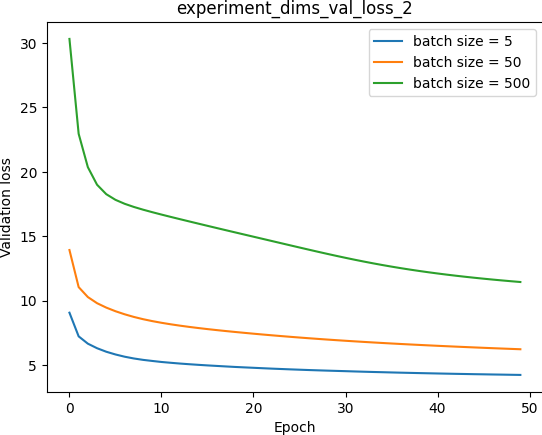 experiment_dims_val_loss_2
batch size = 5
batch size = 50
batch size = 500
Validation loss
30
25
20
15
10
5
0 10 20 30 40 50
Epoch